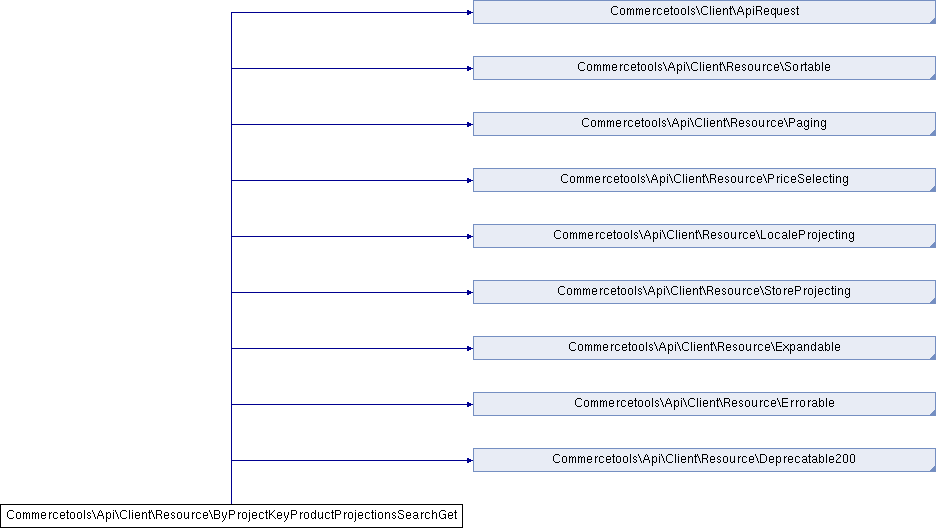 Commercetools\Client\ApiRequest
Commercetools\Api\Client\Resource\Sortable
Commercetools\Api\Client\Resource\Paging
Commercetools\Api\Client\Resource\PriceSelecting
Commercetools\Api\Client\Resource\LocaleProjecting
Commercetools\Api\Client\Resource\StoreProjecting
Commercetools\Api\Client\Resource\Expandable
Commercetools\Api\Client\Resource\Errorable
Commercetools\Api\Client\Resource\Deprecatable200
Commercetools\Api\Client\Resource\ByProjectKeyProductProjectionsSearchGet